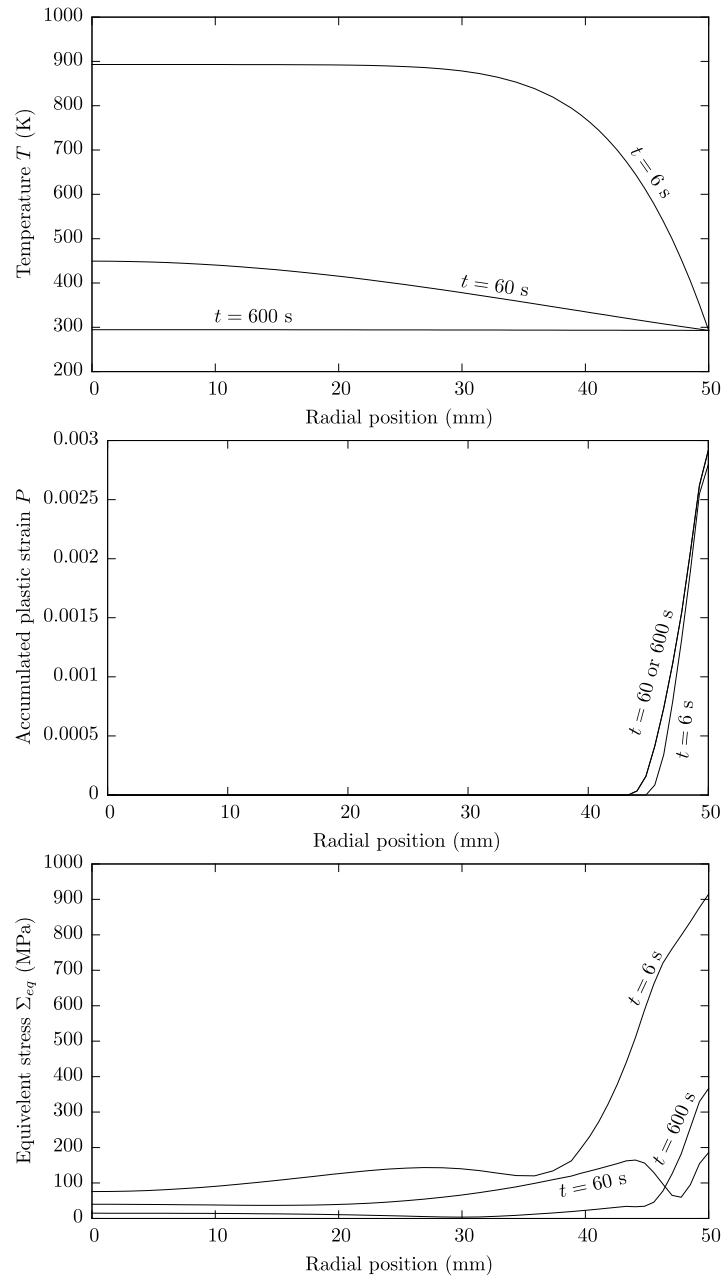 1000
900
800
700
600
500
400
300
200
Temperature T (K)
t = 6 s
t = 60 s
t = 600 s
0 10 20 30 40 50
Radial position (mm)
0.003
0.0025
0.002
0.0015
0.001
0.0005
0
Accumulated plastic strain P
t = 60 or 600 s
t = 6 s
0 10 20 30 40 50
Radial position (mm)
1000
900
800
700
600
500
400
300
200
100
0
Equivelent stress Σeq (MPa)
t = 6 s
t = 600 s
t = 60 s
0 10 20 30 40 50
Radial position (mm)